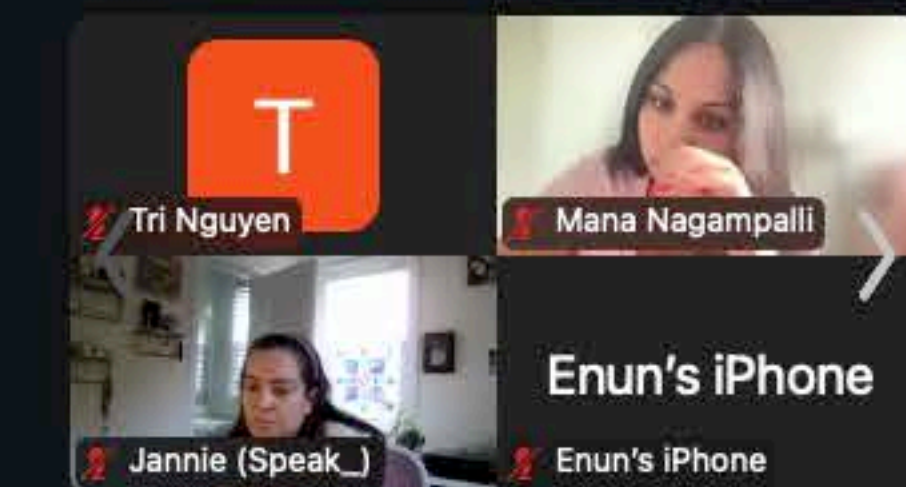 T
Tri Nguyen
Mana Nagampalli
Enun's iPhone
Jannie (Speak_)
Enun's iPhone